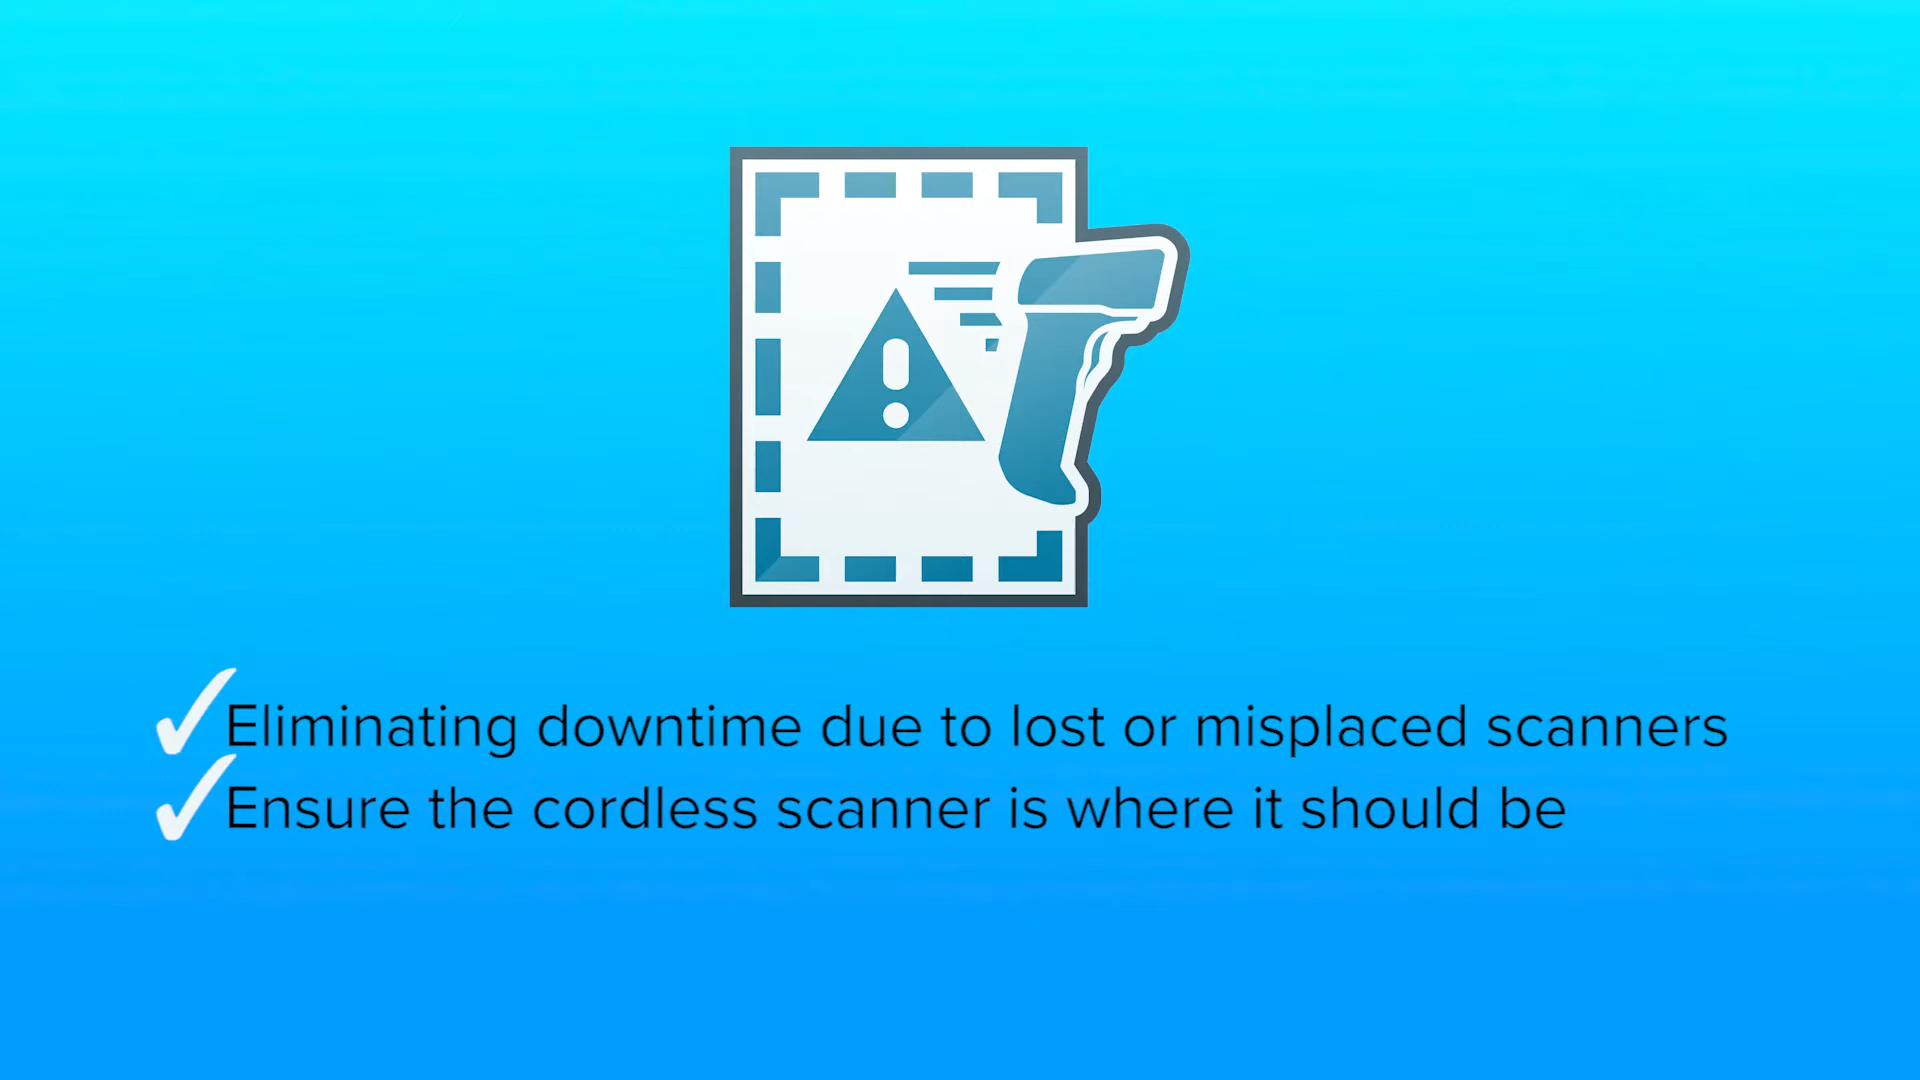 Eliminating downtime due to lost or misplaced scanners
Ensure the cordless scanner is where it should be